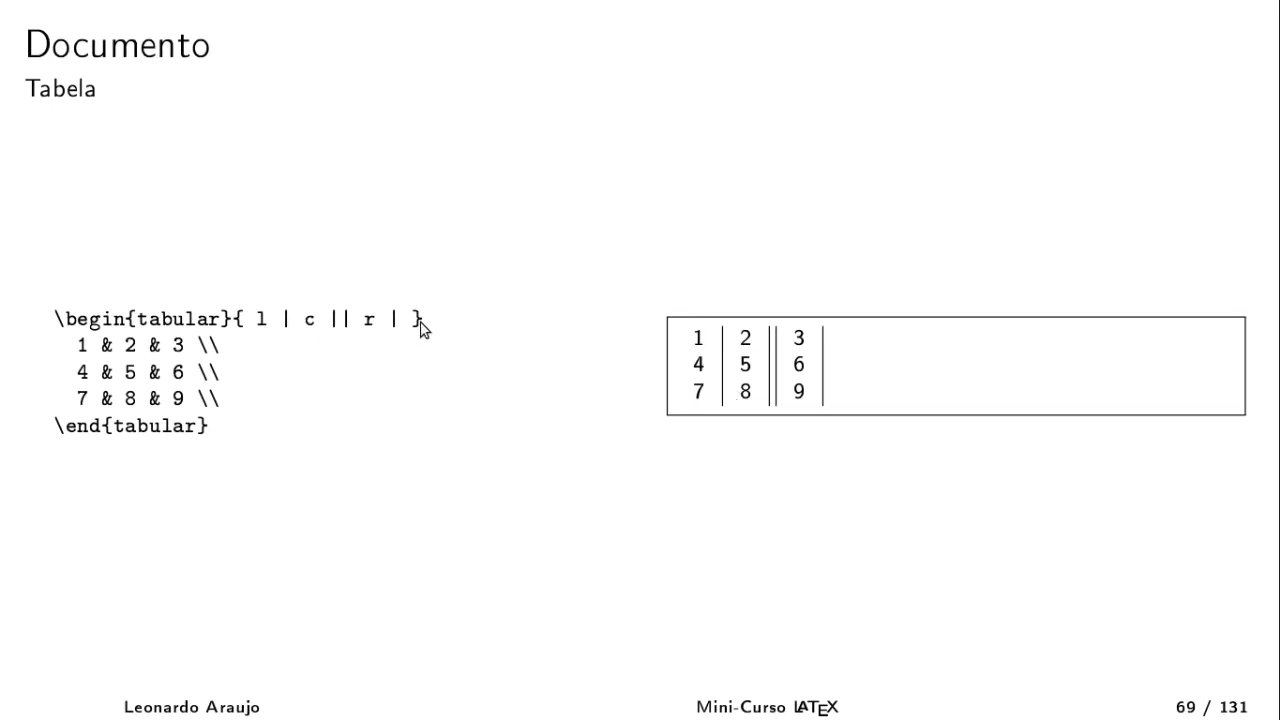 Documento
Tabela
\begin{tabular}{ l | c || r | }
1 & 2 & 3 \\
4 & 5 & 6 \\
7 & 8 & 9 \\
\end{tabular}
1 2 3
4 5 6
7 8 9
Leonardo Araujo Mini-Curso LATEX 69 / 131